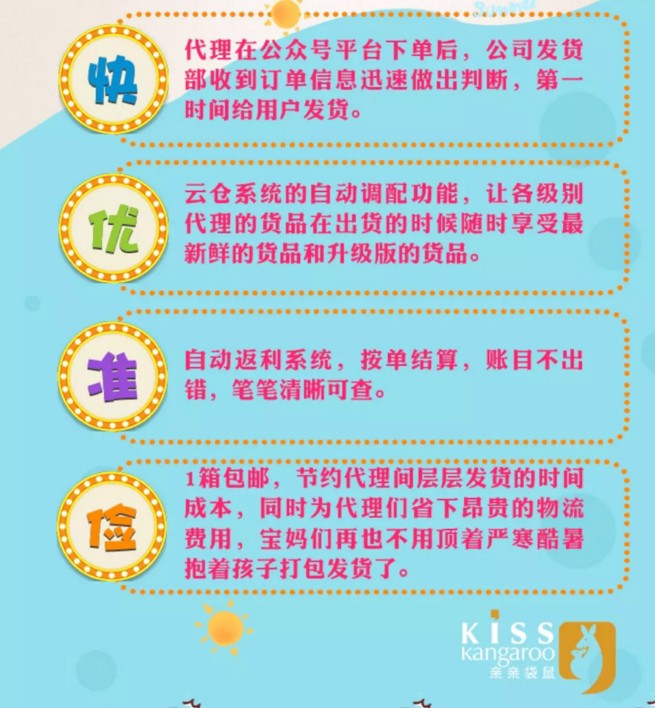 Summer
快
代理在公众号平台下单后，公司发货
部收到订单信息迅速做出判断，第一
时间给用户发货。
优
云仓系统的自动调配功能，让各级别
代理的货品在出货的时候随时享受最
新鲜的货品和升级版的货品。
准
自动返利系统，按单结算，账目不出
错，笔笔清晰可查。
俭
1箱包邮，节约代理间层层发货的时间
成本，同时为代理们省下昂贵的物流
费用，宝妈们再也不用顶着严寒酷暑
抱着孩子打包发货了。
KISS
kangaroo
亲亲袋鼠